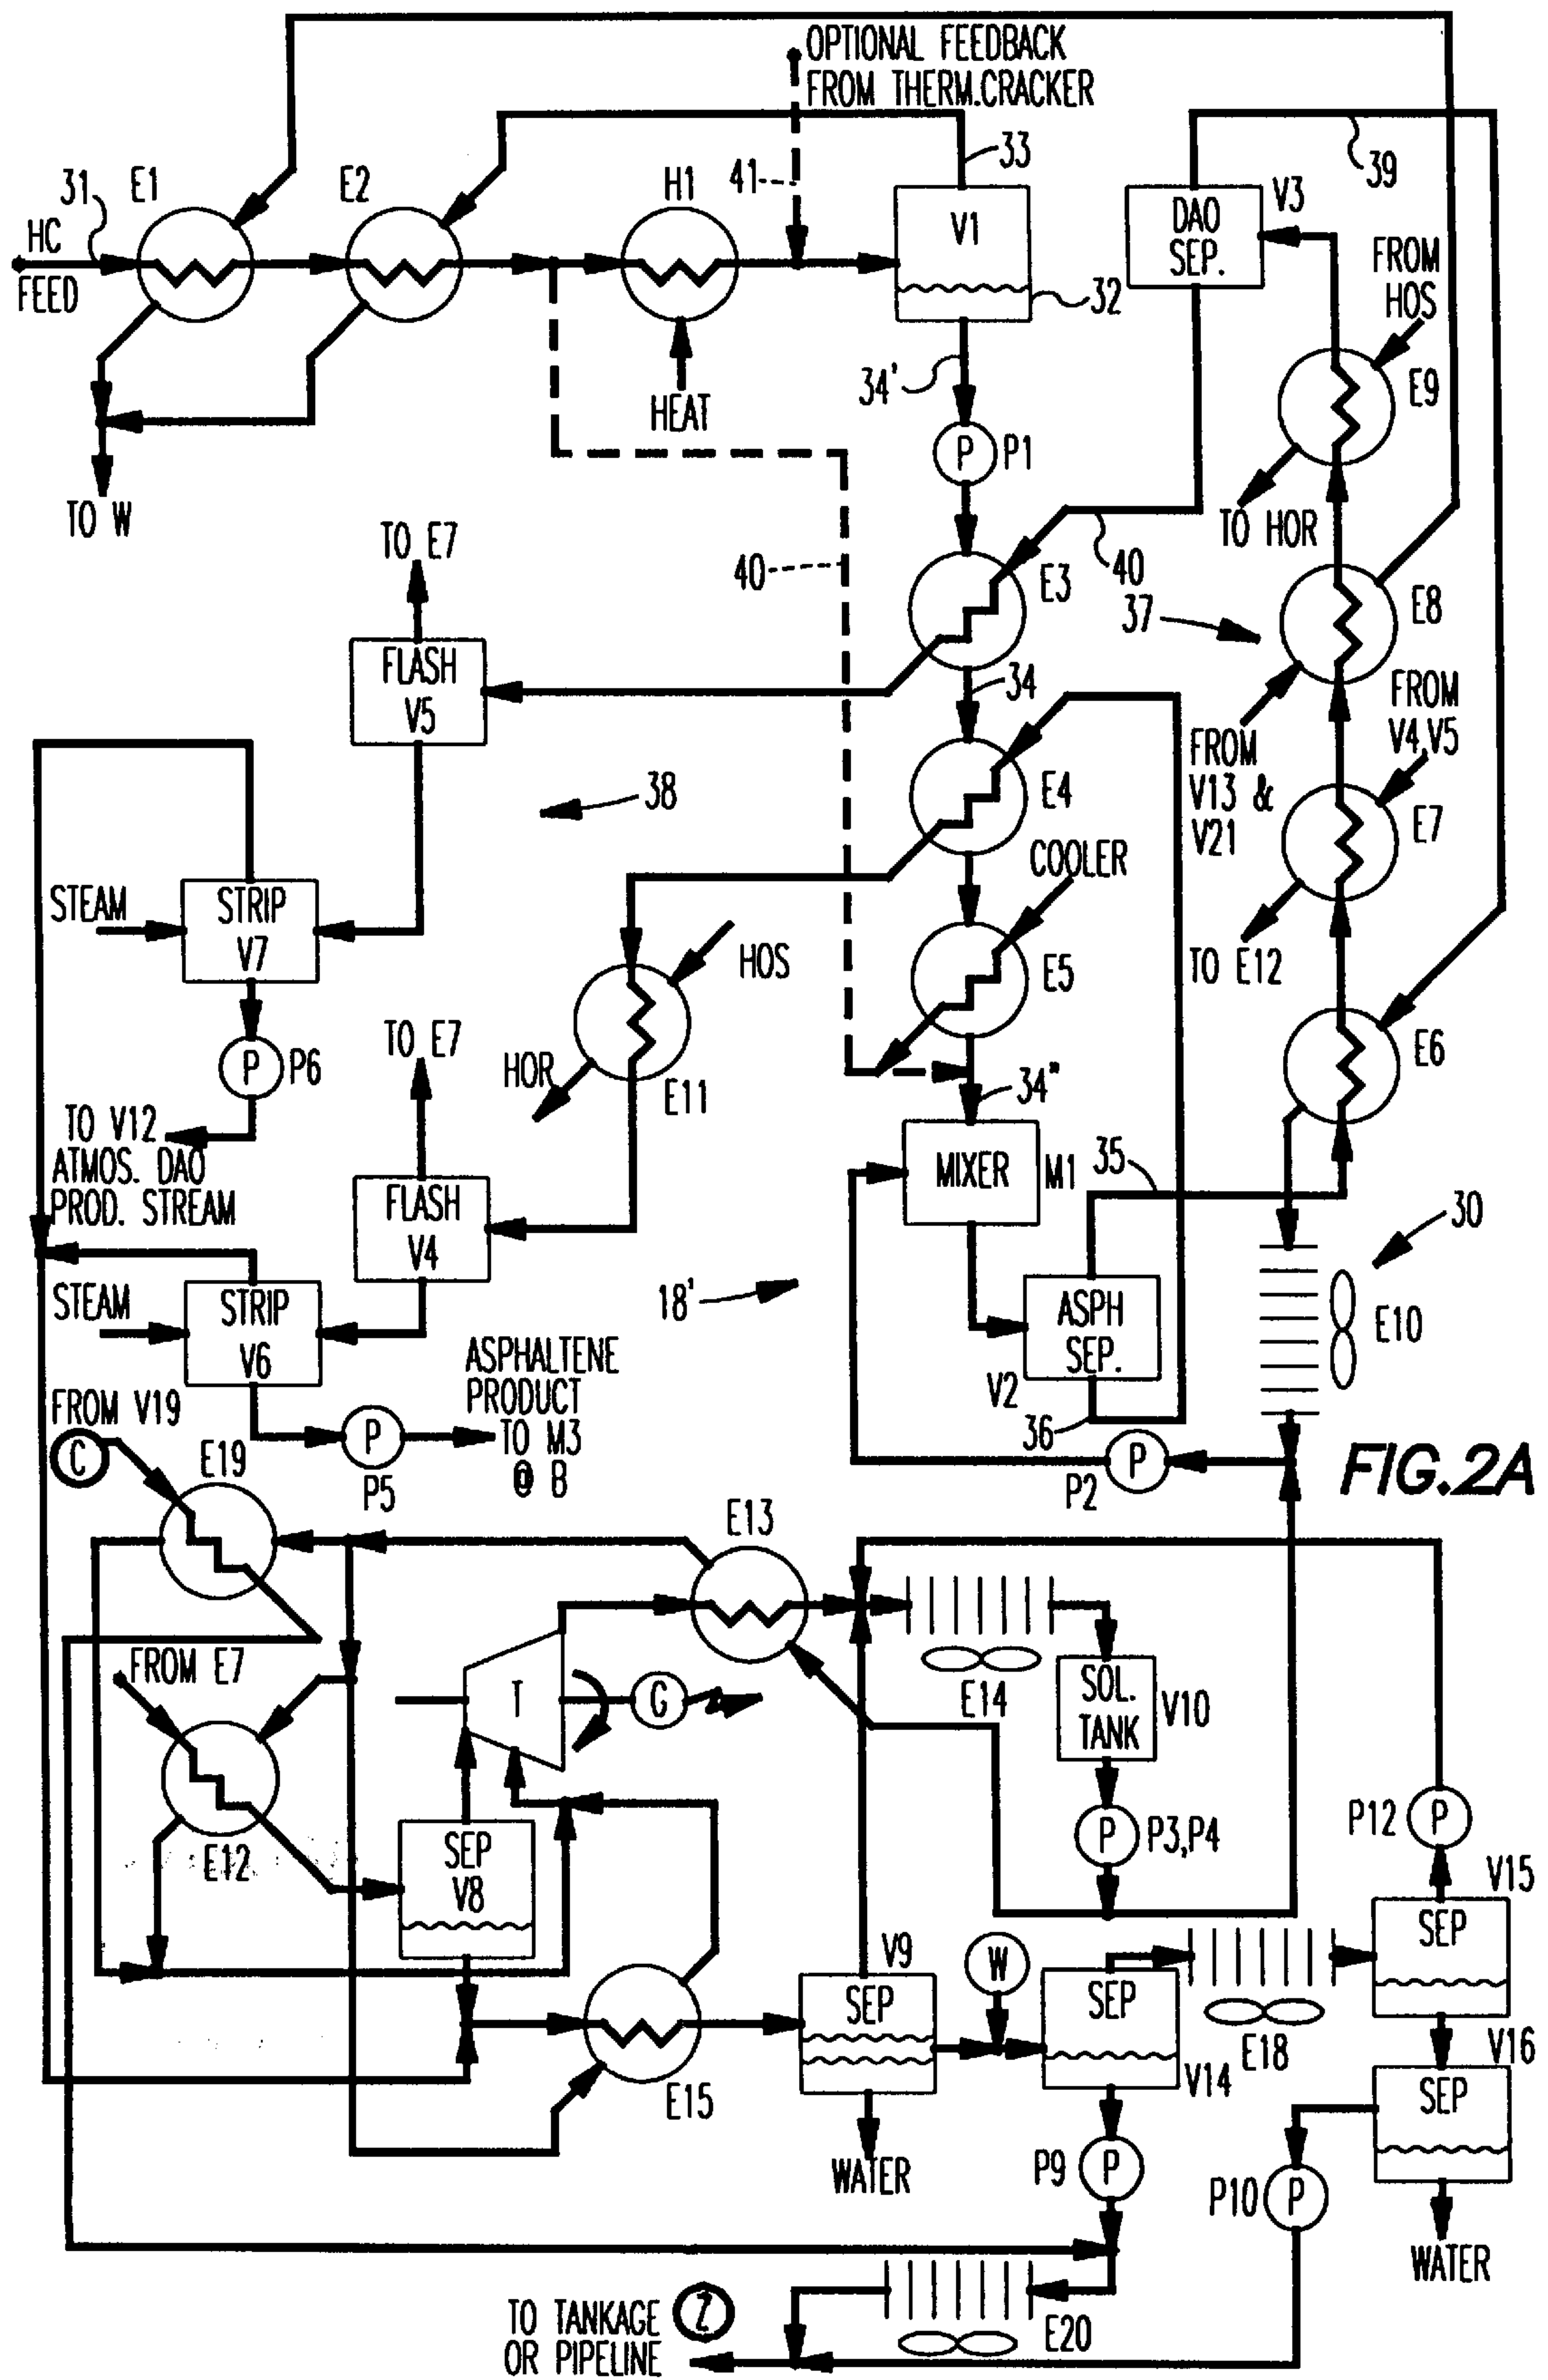 OPTIONAL FEEDBACK
FROM THERM.CRACKER
31
E1
E2
H1
41
33
39
HC
FEED
V1
DAO
SEP.
V3
FROM
HOS
32
34'
HEAT
E9
P
P1
TO W
TO HOR
TO E7
40
E3
40
37
E8
FLASH
V5
34
FROM
V4,V5
FROM
V13 &
V21
38
E4
E7
COOLER
STEAM
STRIP
V7
HOS
E5
TO E12
TO E7
P
P6
HOR
E11
34"
E6
TO V12
ATMOS. DAO
PROD. STREAM
MIXER
M1
35
FLASH
V4
30
STEAM
STRIP
V6
18'
ASPH
SEP.
V2
E10
ASPHALTENE
PRODUCT
TO M3
@ B
FROM V19
C
E19
P
P5
36
P
P2
FIG.2A
E13
FROM E7
T
G
E14
SOL.
TANK
V10
E12
SEP
V8
P
P3,P4
P12
P
V15
SEP
V9
SEP
W
SEP
V14
E18
V16
SEP
E15
WATER
P9
P
P10
P
WATER
TO TANKAGE
OR PIPELINE
Z
E20